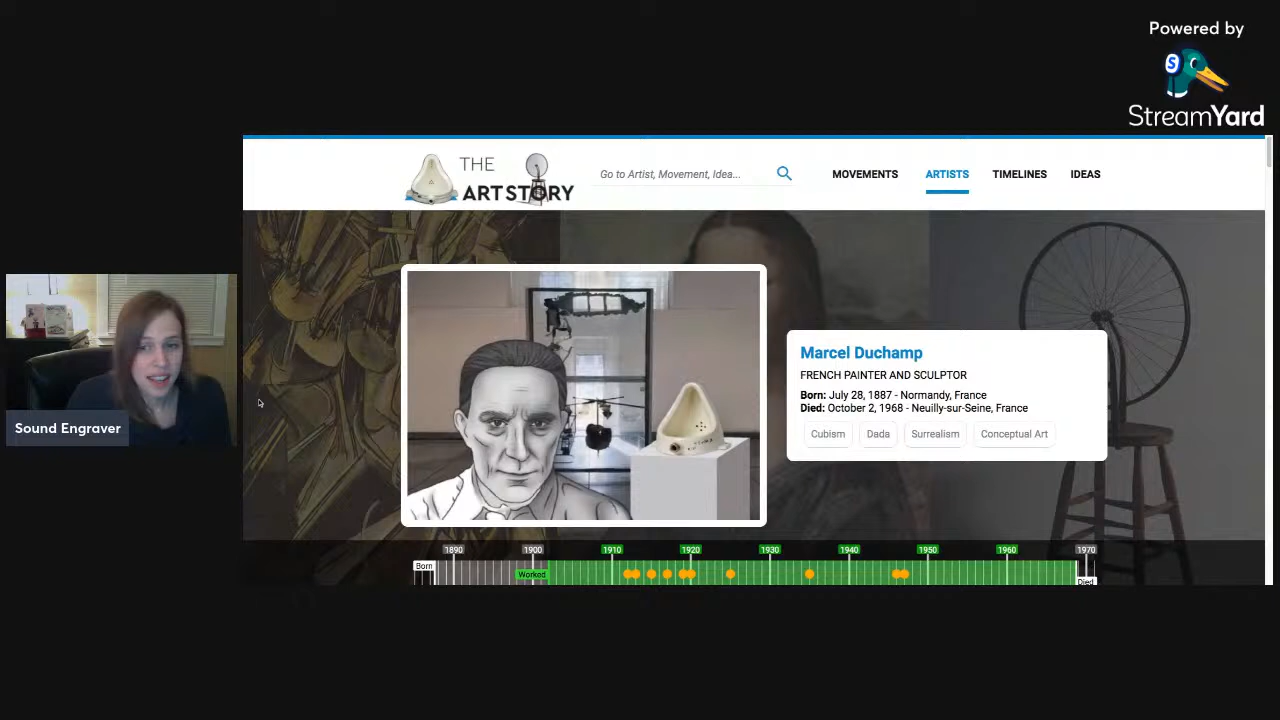 Powered by
StreamYard
THE
ART STORY
Go to Artist, Movement, Idea...
MOVEMENTS
ARTISTS
TIMELINES
IDEAS
Sound Engraver
Marcel Duchamp
FRENCH PAINTER AND SCULPTOR
Born: July 28, 1887 - Normandy, France
Died: October 2, 1968 - Neuilly-sur-Seine, France
Cubism
Dada
Surrealism
Conceptual Art
1890
1900
1910
1920
1930
1940
1950
1960
1970
Born
Worked
Died